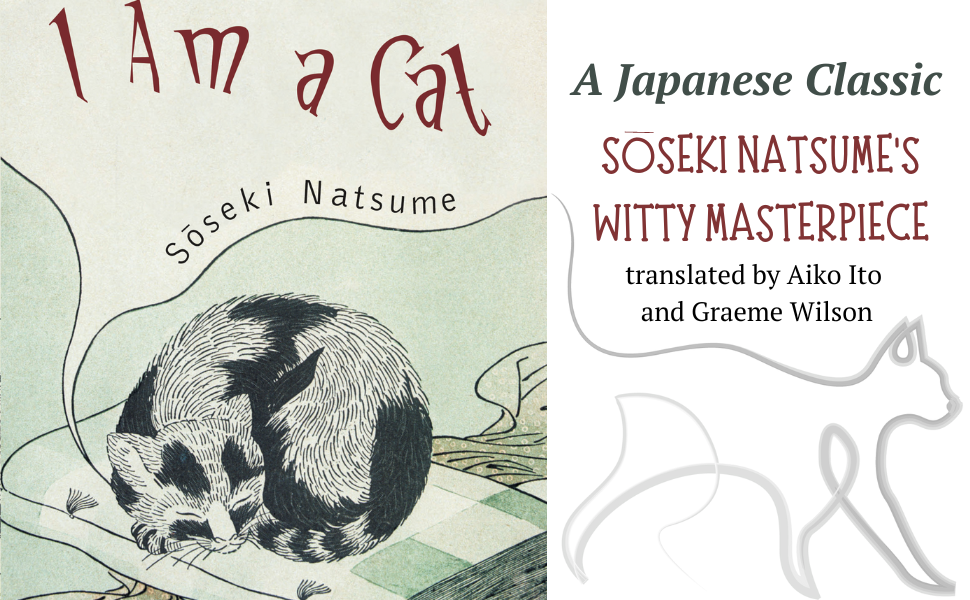 I Am a Cat
Sōseki Natsume
A Japanese Classic
SŌSEKI NATSUME'S
WITTY MASTERPIECE
translated by Aiko Ito
and Graeme Wilson